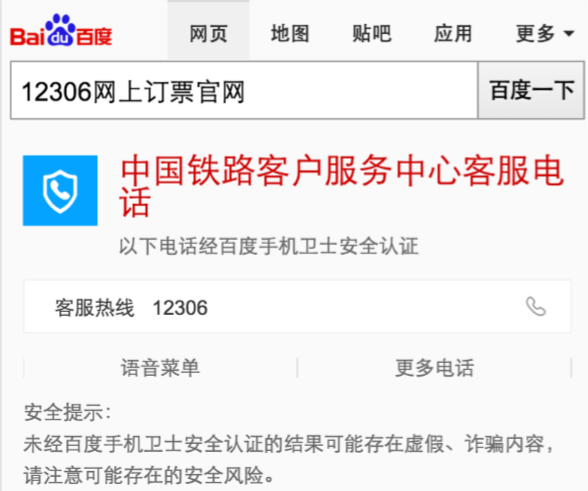 Bai du 百度 网页 地图 贴吧 应用 更多
12306网上订票官网 百度一下
中国铁路客户服务中心客服电
话
以下电话经百度手机卫士安全认证
客服热线 12306
语音菜单 更多电话
安全提示：
未经百度手机卫士安全认证的结果可能存在虚假、诈骗内容，
请注意可能存在的安全风险。